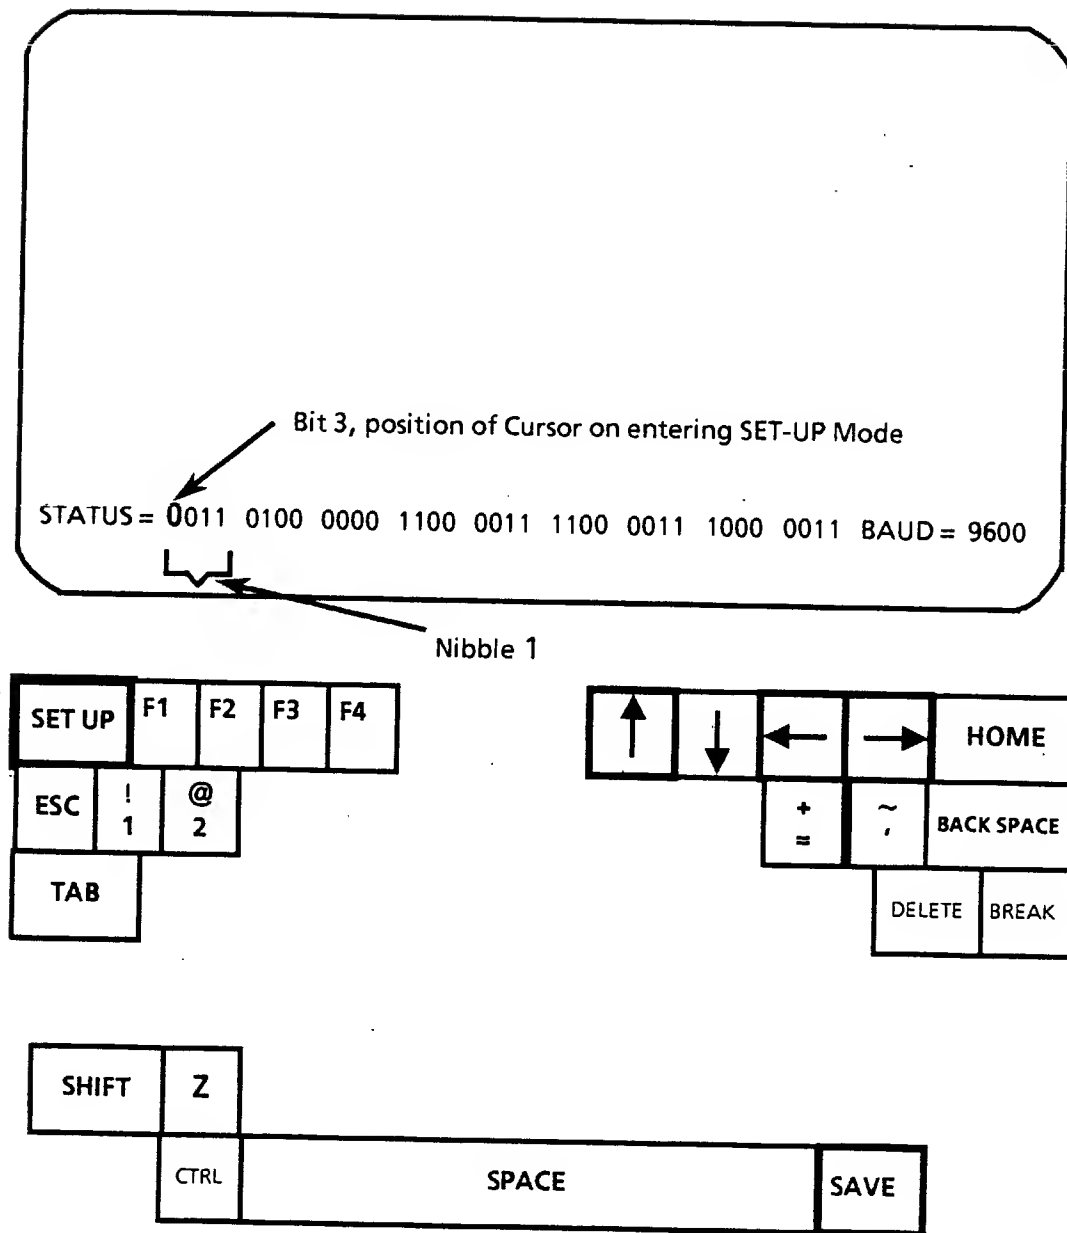 Bit 3, position of Cursor on entering SET-UP Mode
STATUS = 0011 0100 0000 1100 0011 1100 0011 1000 0011 BAUD = 9600
Nibble 1
SET UP F1 F2 F3 F4 HOME
ESC ! 1 @ 2 + = ~ ' BACK SPACE
TAB DELETE BREAK
SHIFT Z
CTRL SPACE SAVE